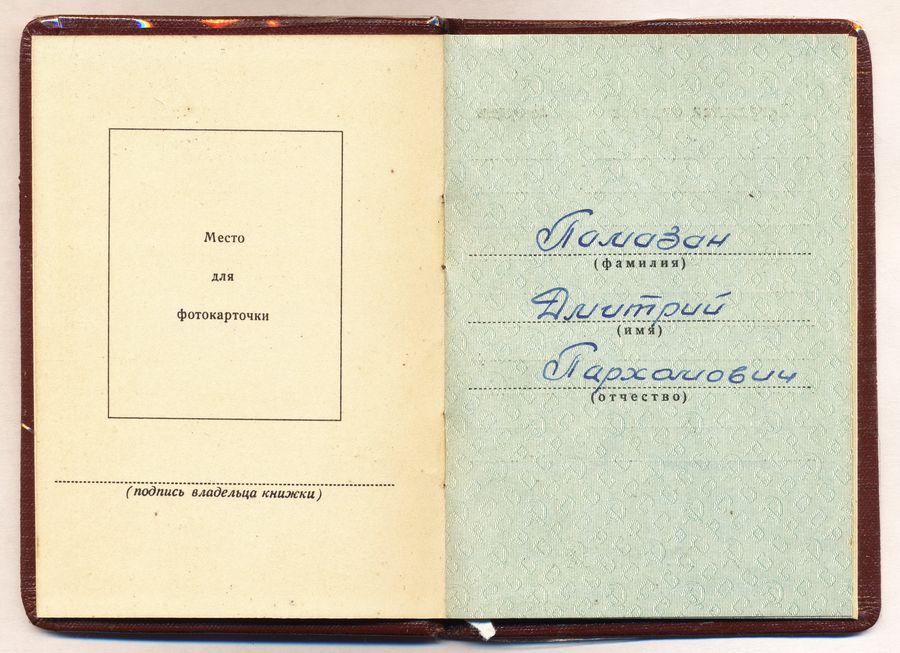 Место
для
фотокарточки
(подпись владельца книжки)
Помазан
(фамилия)
Дмитрий
(имя)
Пархомович
(отчество)